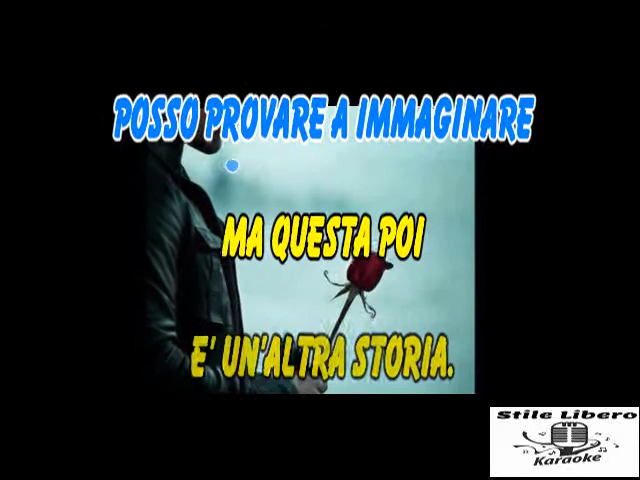 POSSO PROVARE A IMMAGINARE
MA QUESTA POI
E' UN'ALTRA STORIA.
Stile Libero
Karaoke